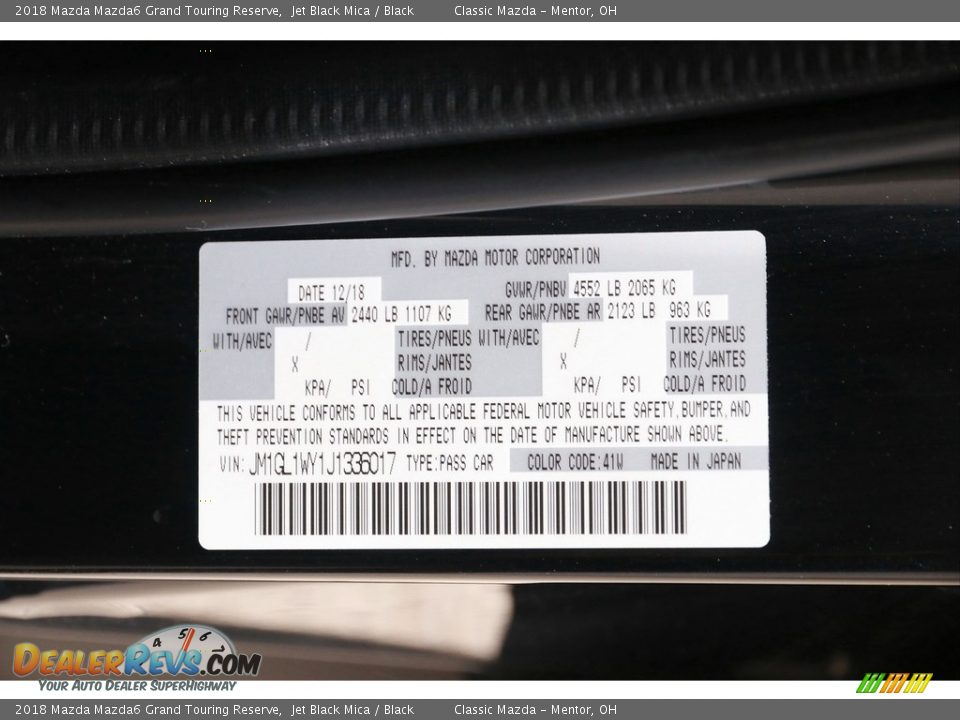 2018 Mazda Mazda6 Grand Touring Reserve, Jet Black Mica / Black Classic Mazda - Mentor, OH
MFD. BY MAZDA MOTOR CORPORATION
DATE 12/18 GVWR/PNBV 4552 LB 2065 KG
FRONT GAWR/PNBE AV 2440 LB 1107 KG REAR GAWR/PNBE AR 2123 LB 963 KG
WITH/AVEC / TIRES/PNEUS WITH/AVEC / TIRES/PNEUS
X RIMS/JANTES X RIMS/JANTES
KPA/ PSI COLD/A FROID KPA/ PSI COLD/A FROID
THIS VEHICLE CONFORMS TO ALL APPLICABLE FEDERAL MOTOR VEHICLE SAFETY,BUMPER,AND
THEFT PREVENTION STANDARDS IN EFFECT ON THE DATE OF MANUFACTURE SHOWN ABOVE.
VIN: JM1GL1WY1J1336017 TYPE:PASS CAR COLOR CODE:41W MADE IN JAPAN
4 5 6 7
DEALERREVS.COM
YOUR AUTO DEALER SUPERHIGHWAY
2018 Mazda Mazda6 Grand Touring Reserve, Jet Black Mica / Black Classic Mazda - Mentor, OH